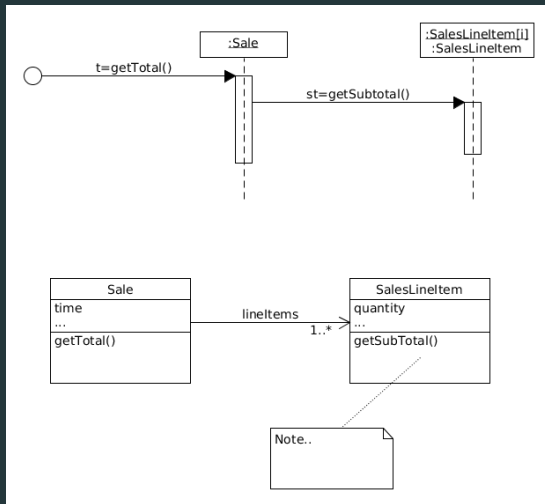 :Sale
:SalesLineItem[i]
:SalesLineItem
t=getTotal()
st=getSubtotal()
Sale
time
...
getTotal()
lineItems
1..*
SalesLineItem
quantity
...
getSubTotal()
Note..